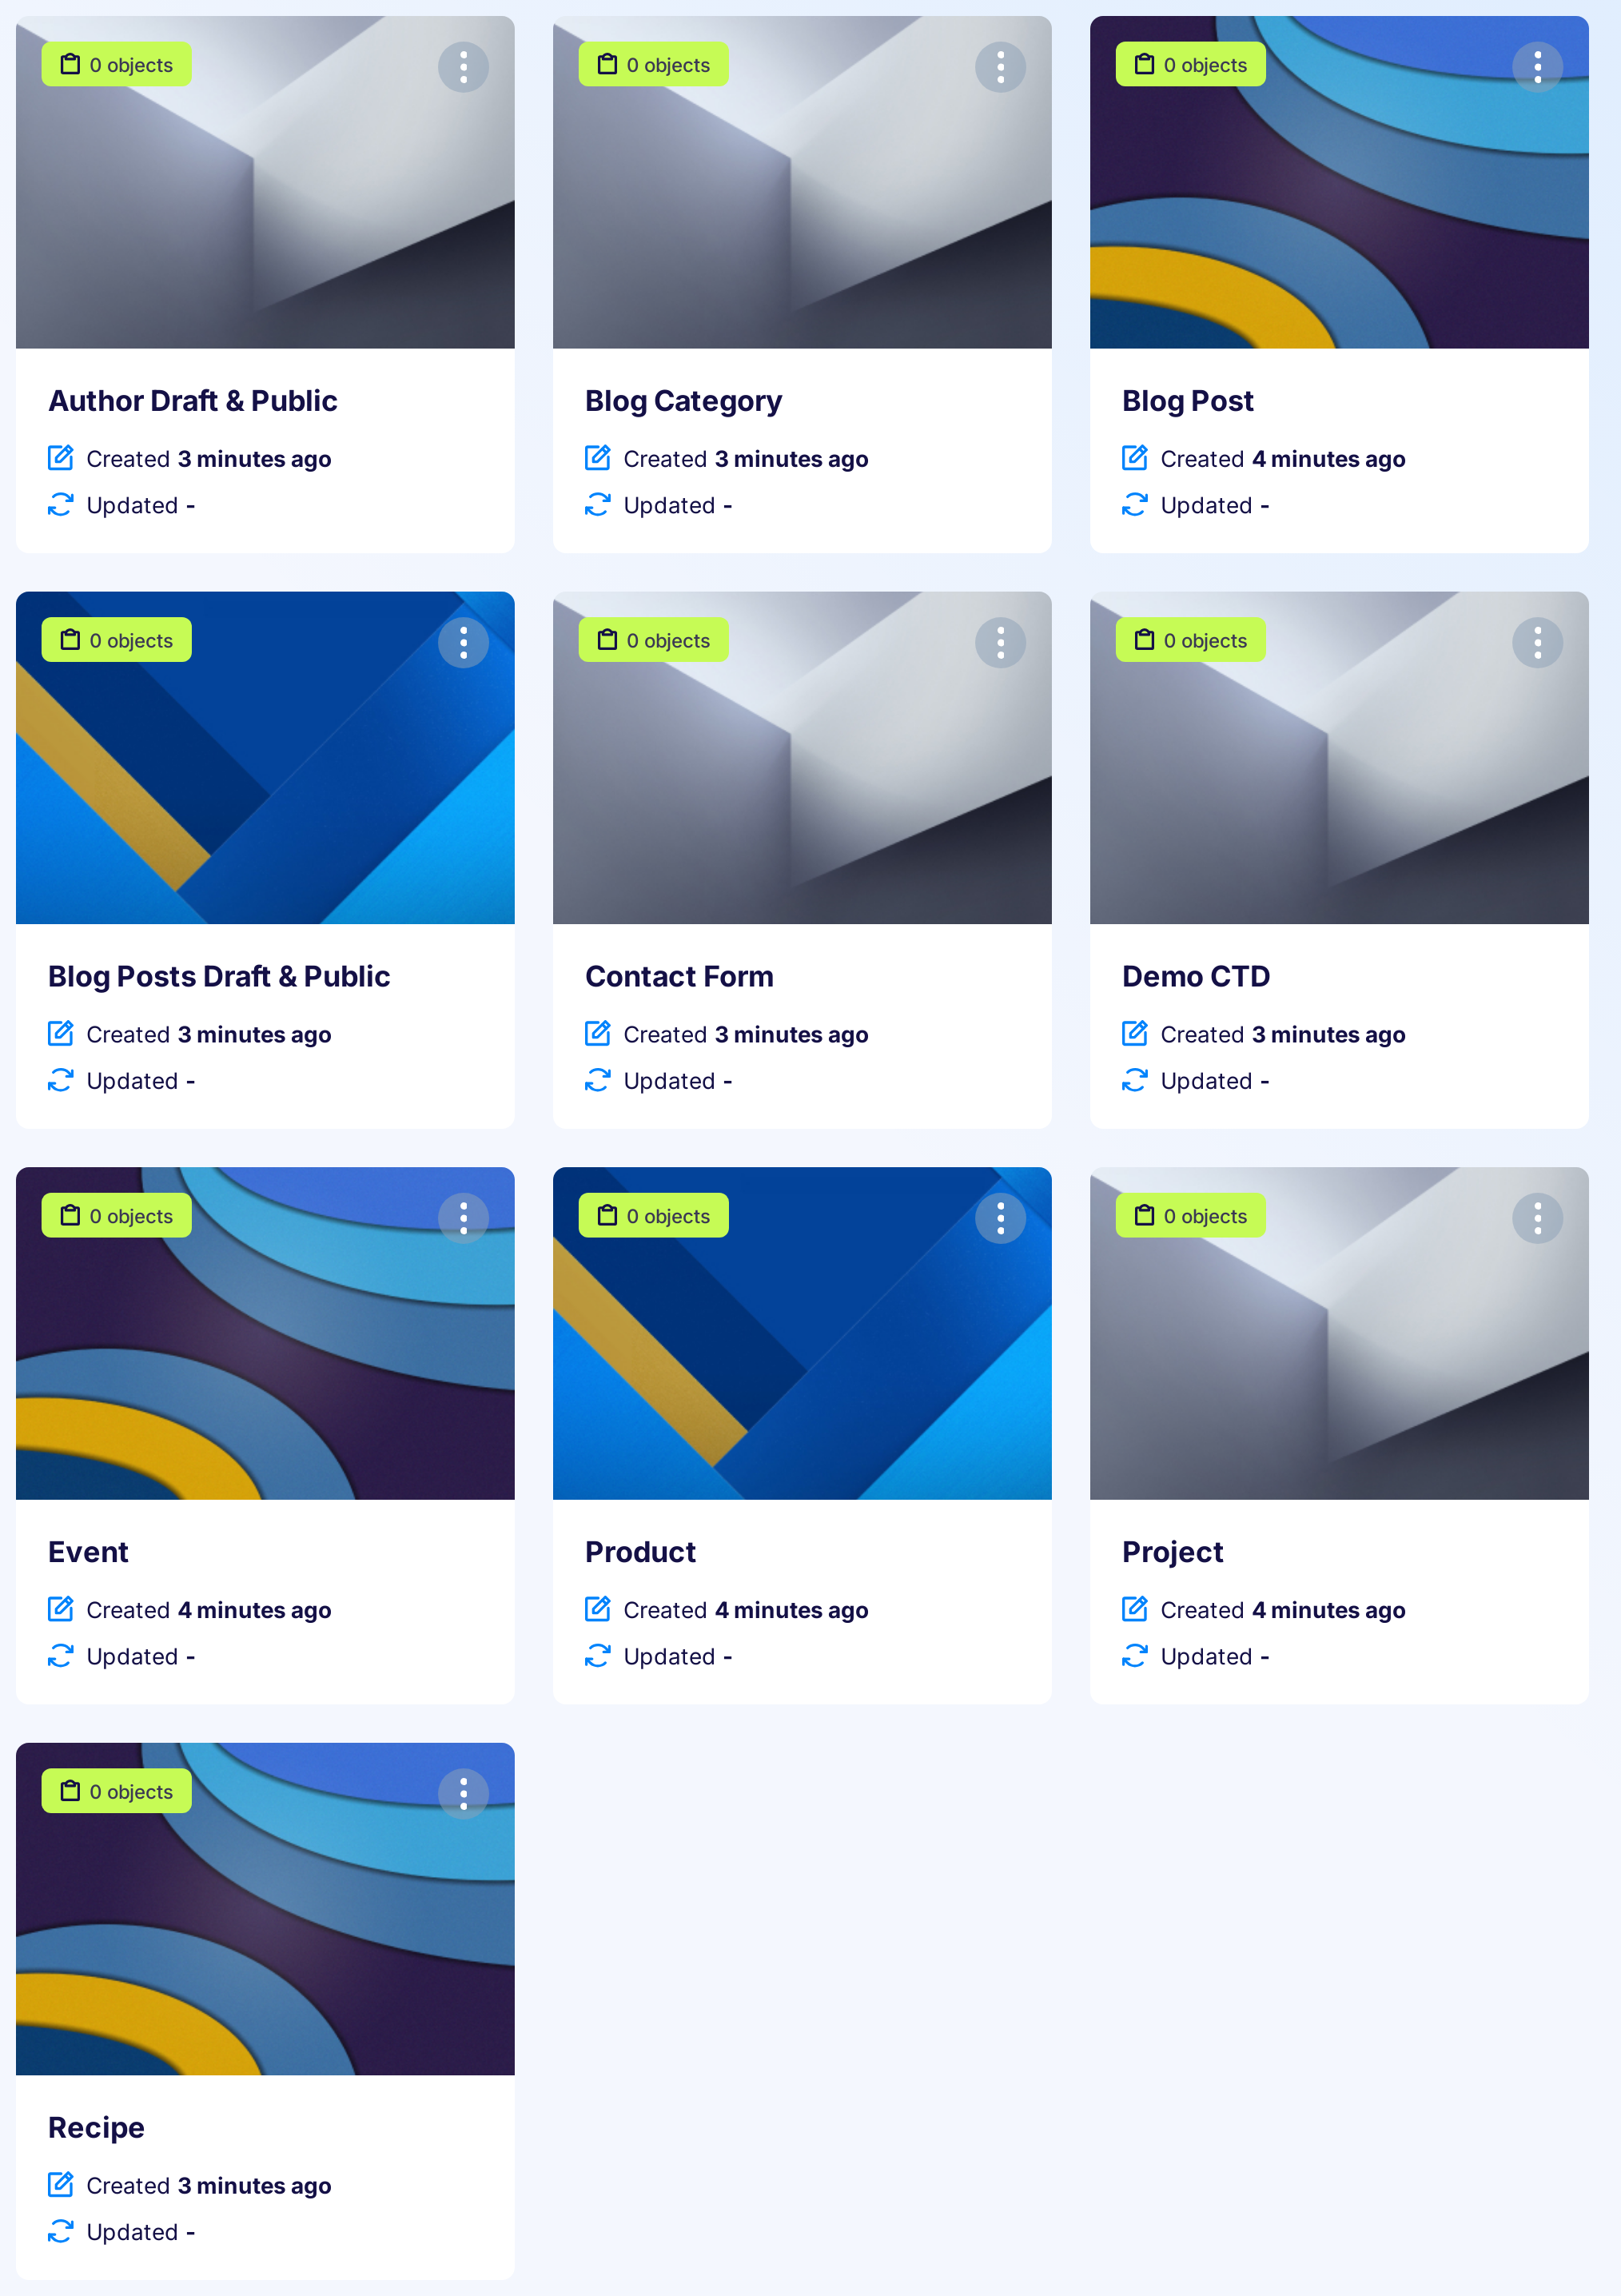 0 objects
Author Draft & Public
Created 3 minutes ago
Updated -
0 objects
Blog Category
Created 3 minutes ago
Updated -
0 objects
Blog Post
Created 4 minutes ago
Updated -
0 objects
Blog Posts Draft & Public
Created 3 minutes ago
Updated -
0 objects
Contact Form
Created 3 minutes ago
Updated -
0 objects
Demo CTD
Created 3 minutes ago
Updated -
0 objects
Event
Created 4 minutes ago
Updated -
0 objects
Product
Created 4 minutes ago
Updated -
0 objects
Project
Created 4 minutes ago
Updated -
0 objects
Recipe
Created 3 minutes ago
Updated -